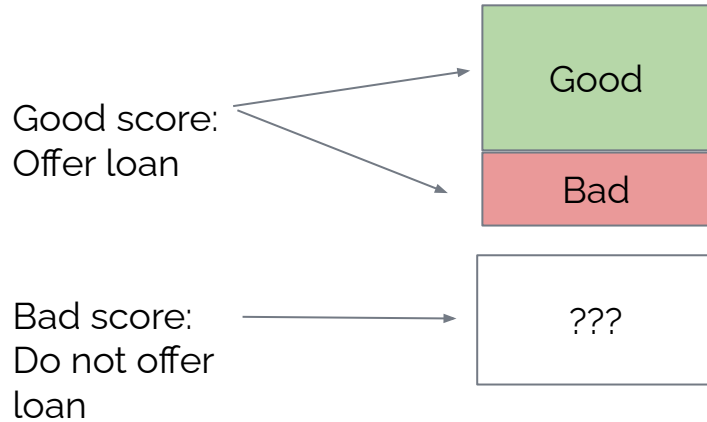 Good
Good score:
Offer loan
Bad
Bad score:
Do not offer
loan
???